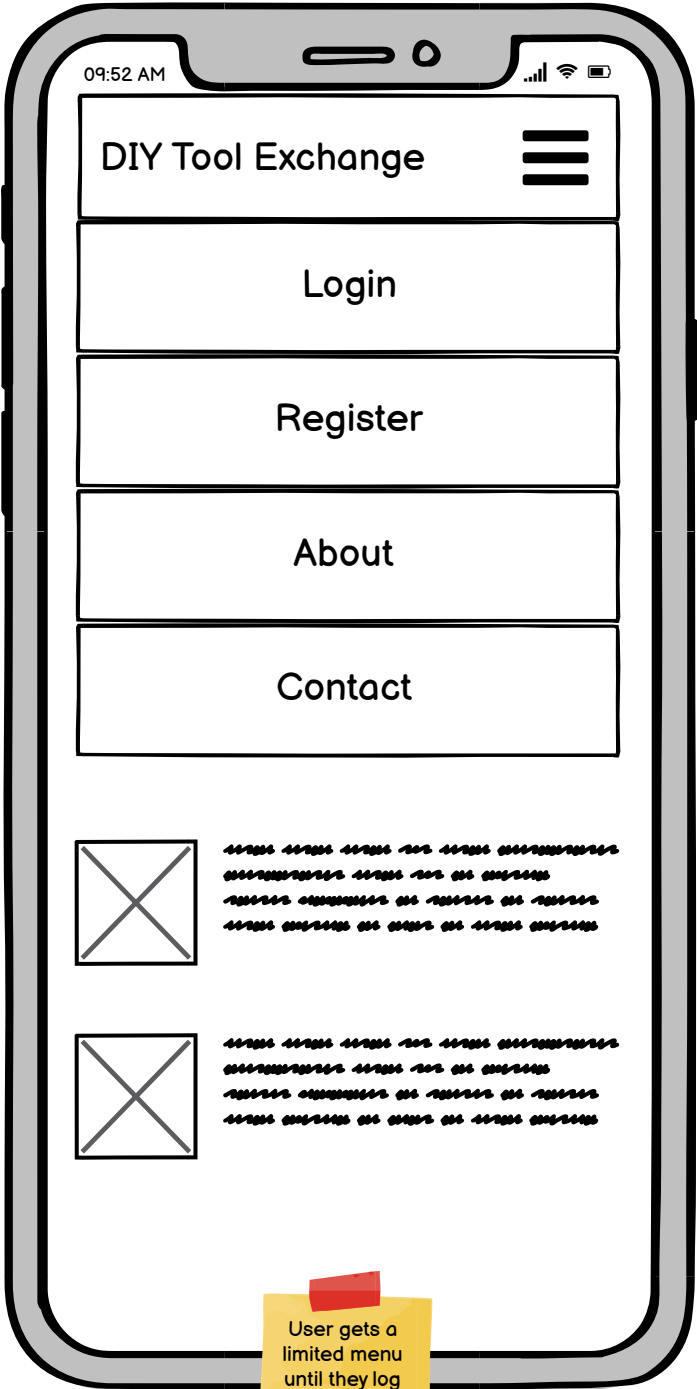 09:52 AM
DIY Tool Exchange
Login
Register
About
Contact
User gets a
limited menu
until they log